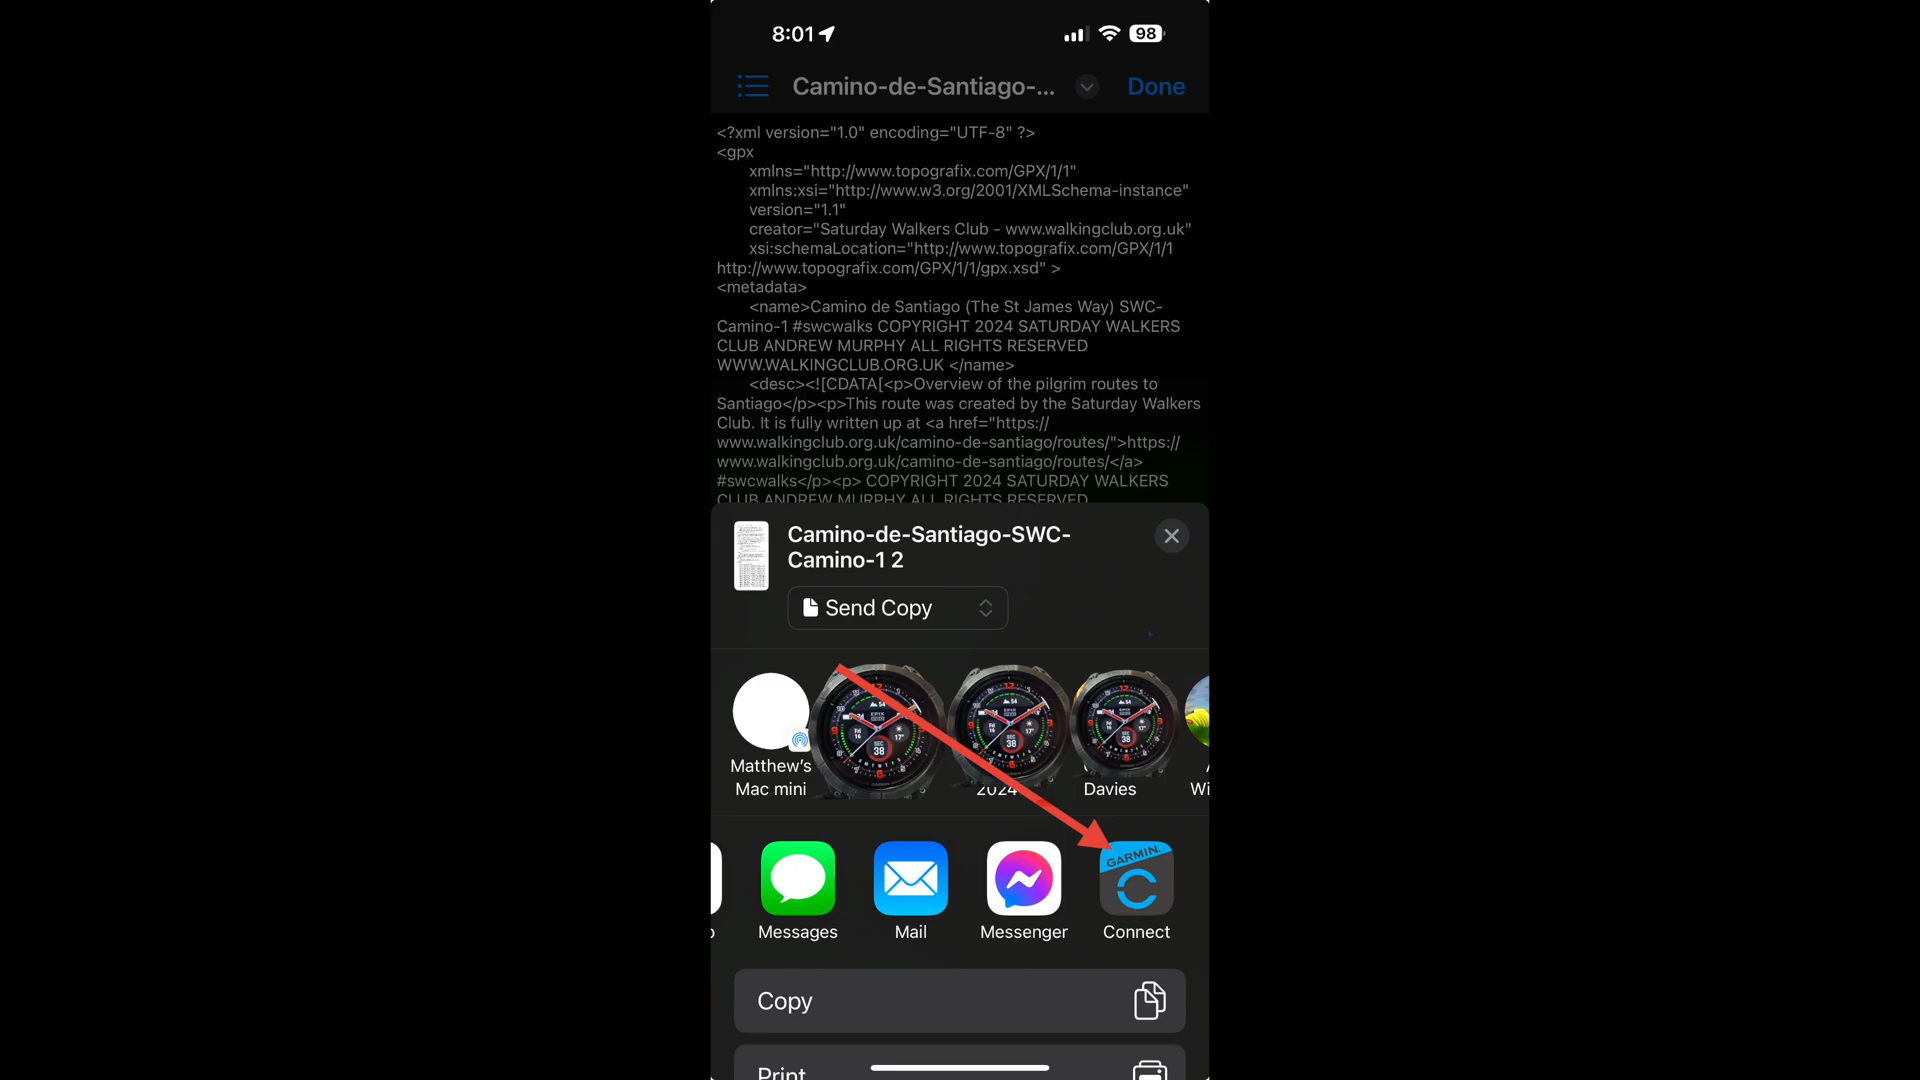 8:01
98
Camino-de-Santiago-...
Done
<?xml version="1.0" encoding="UTF-8" ?>
<gpx
xmlns="http://www.topografix.com/GPX/1/1"
xmlns:xsi="http://www.w3.org/2001/XMLSchema-instance"
version="1.1"
creator="Saturday Walkers Club - www.walkingclub.org.uk"
xsi:schemaLocation="http://www.topografix.com/GPX/1/1
http://www.topografix.com/GPX/1/1/gpx.xsd" >
<metadata>
<name>Camino de Santiago (The St James Way) SWC-
Camino-1 #swcwalks COPYRIGHT 2024 SATURDAY WALKERS
CLUB ANDREW MURPHY ALL RIGHTS RESERVED
WWW.WALKINGCLUB.ORG.UK </name>
<desc><![CDATA[<p>Overview of the pilgrim routes to
Santiago</p><p>This route was created by the Saturday Walkers
Club. It is fully written up at <a href="https://
www.walkingclub.org.uk/camino-de-santiago/routes/">https://
www.walkingclub.org.uk/camino-de-santiago/routes/</a>
#swcwalks</p><p> COPYRIGHT 2024 SATURDAY WALKERS
CLUB ANDREW MURPHY ALL RIGHTS RESERVED
Camino-de-Santiago-SWC-
Camino-1 2
Send Copy
Matthew's
Mac mini
2024
Davies
Wi
GARMIN
Messages
Mail
Messenger
Connect
Copy
Print